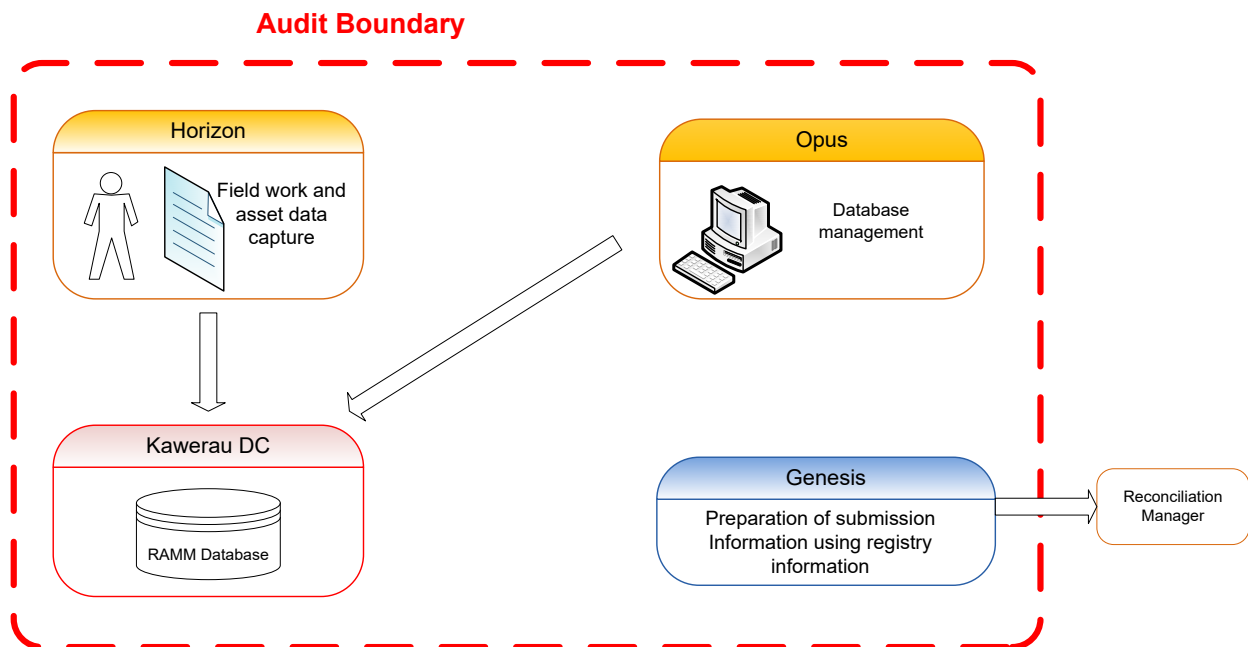 Audit Boundary
Horizon
Field work and
asset data
capture
Opus
Database
management
Kawerau DC
RAMM Database
Genesis
Preparation of submission
Information using registry
information
Reconciliation
Manager